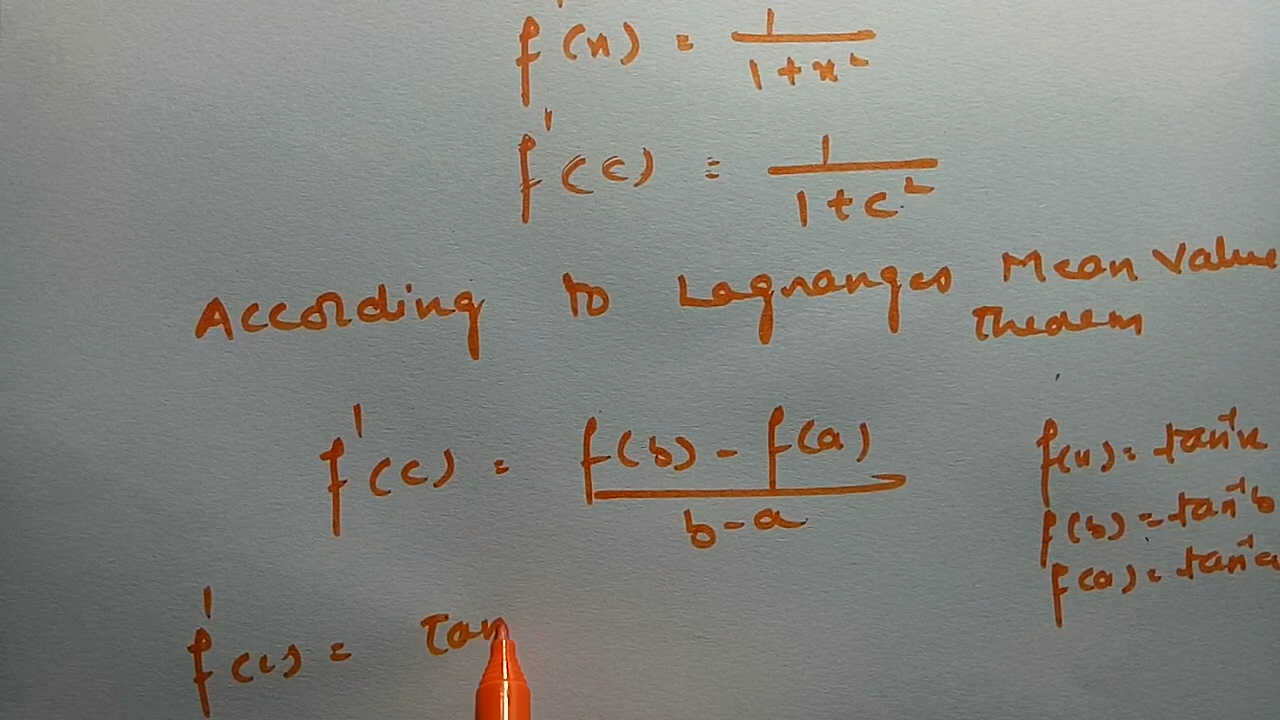 f'(x) = 1/(1+x²)
f'(c) = 1/(1+c²)
According to Lagranges Mean Value
Theorem
f'(c) = (f(b) - f(a))/(b-a)
f(x) = tan⁻¹x
f(b) = tan⁻¹b
f(a) = tan⁻¹a
f'(c) = Tan